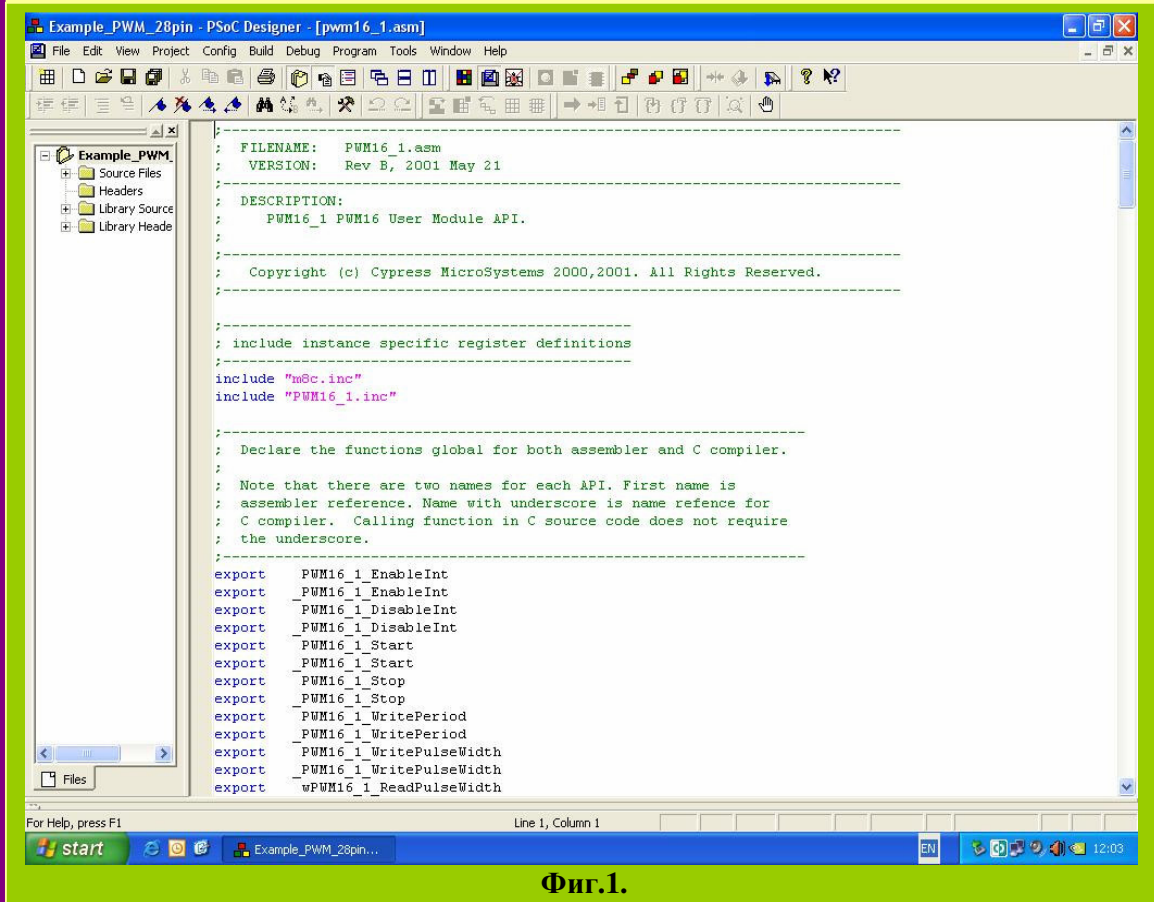 Example_PWM_28pin - PSoC Designer - [pwm16_1.asm]
File Edit View Project Config Build Debug Program Tools Window Help
Example_PWM_
Source Files
Headers
Library Source
Library Heade
;------------------------------------------------------------------------------
;  FILENAME:   PWM16_1.asm
;   VERSION:   Rev B, 2001 May 21
;------------------------------------------------------------------------------
;  DESCRIPTION:
;     PWM16_1 PWM16 User Module API.
;
;------------------------------------------------------------------------------
;   Copyright (c) Cypress MicroSystems 2000,2001. All Rights Reserved.
;------------------------------------------------------------------------------
;-----------------------------------------------
; include instance specific register definitions
;-----------------------------------------------
include "m8c.inc"
include "PWM16_1.inc"
;-------------------------------------------------------------------
;  Declare the functions global for both assembler and C compiler.
;
;  Note that there are two names for each API. First name is
;  assembler reference. Name with underscore is name refence for
;  C compiler.  Calling function in C source code does not require
;  the underscore.
;-------------------------------------------------------------------
export    PWM16_1_EnableInt
export   _PWM16_1_EnableInt
export    PWM16_1_DisableInt
export   _PWM16_1_DisableInt
export    PWM16_1_Start
export   _PWM16_1_Start
export    PWM16_1_Stop
export   _PWM16_1_Stop
export    PWM16_1_WritePeriod
export   _PWM16_1_WritePeriod
export    PWM16_1_WritePulseWidth
export   _PWM16_1_WritePulseWidth
export    wPWM16_1_ReadPulseWidth
Files
For Help, press F1
Line 1, Column 1
start
Example_PWM_28pin...
EN
12:03
Фиг.1.